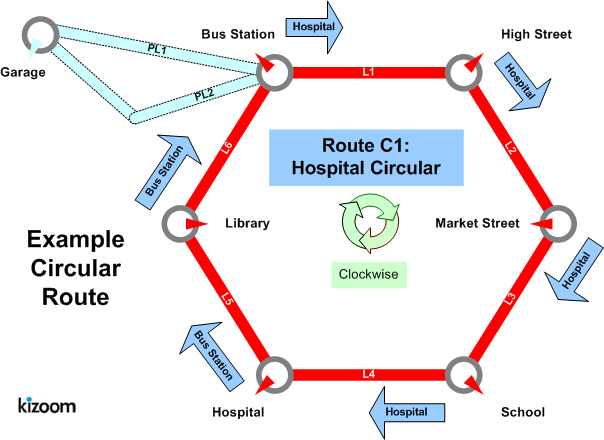 Bus Station
Hospital
High Street
PL1
Garage
L1
Hospital
PL2
Route C1:
Hospital Circular
L6
L2
Bus Station
Library
Market Street
Example
Circular
Route
Clockwise
Hospital
L5
L3
Bus Station
L4
Hospital
Hospital
School
kizoom